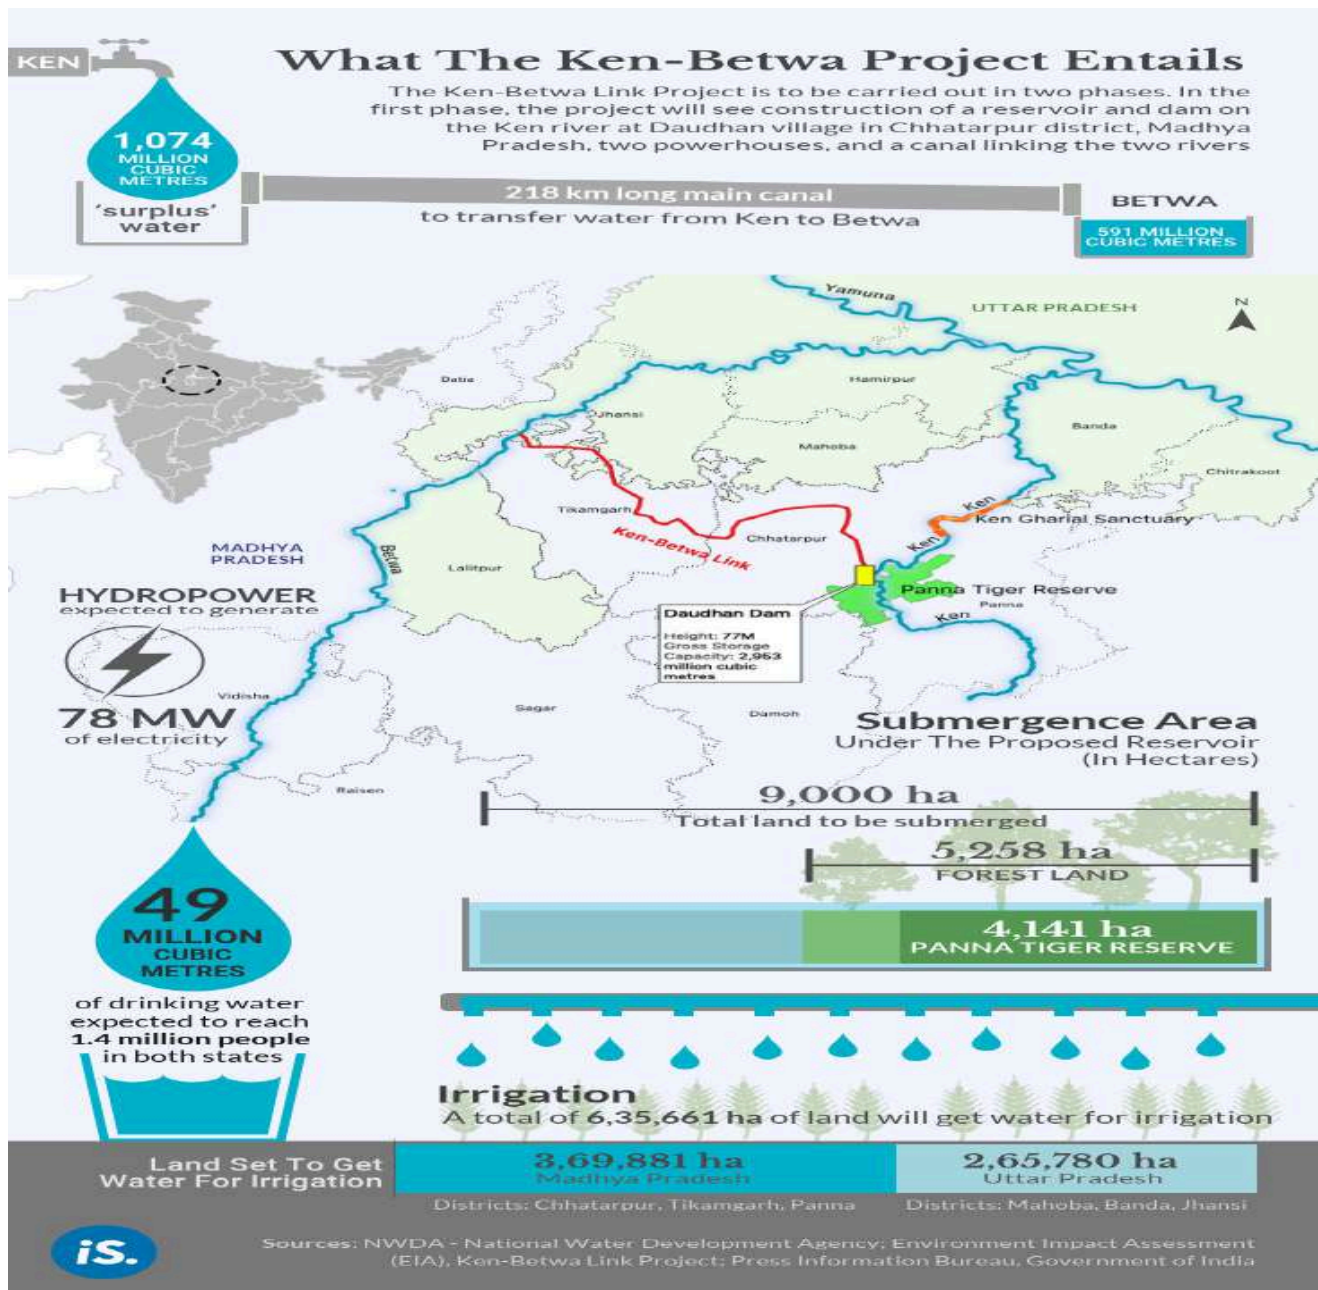 KEN
What The Ken-Betwa Project Entails
The Ken-Betwa Link Project is to be carried out in two phases. In the
first phase, the project will see construction of a reservoir and dam on
the Ken river at Daudhan village in Chhatarpur district, Madhya
Pradesh, two powerhouses, and a canal linking the two rivers
1,074
MILLION
CUBIC
METRES
'surplus'
water
218 km long main canal
to transfer water from Ken to Betwa
BETWA
591 MILLION
CUBIC METRES
Yamuna
UTTAR PRADESH
N
Datia
Hamirpur
Jhansi
Mahoba
Banda
Chitrakoot
Tikamgarh
Ken-Betwa Link
Chhatarpur
Ken
Ken Gharial Sanctuary
Ken
MADHYA
PRADESH
Betwa
Lalitpur
Panna Tiger Reserve
Panna
Ken
Daudhan Dam
Height: 77M
Gross Storage
Capacity: 2,953
million cubic
metres
HYDROPOWER
expected to generate
78 MW
of electricity
Vidisha
Sagar
Damoh
Raisen
Submergence Area
Under The Proposed Reservoir
(In Hectares)
9,000 ha
Total land to be submerged
5,258 ha
FOREST LAND
4,141 ha
PANNA TIGER RESERVE
49
MILLION
CUBIC
METRES
of drinking water
expected to reach
1.4 million people
in both states
Irrigation
A total of 6,35,661 ha of land will get water for irrigation
Land Set To Get
Water For Irrigation
3,69,881 ha
Madhya Pradesh
2,65,780 ha
Uttar Pradesh
Districts: Chhatarpur, Tikamgarh, Panna
Districts: Mahoba, Banda, Jhansi
iS.
Sources: NWDA - National Water Development Agency; Environment Impact Assessment
(EIA), Ken-Betwa Link Project; Press Information Bureau, Government of India